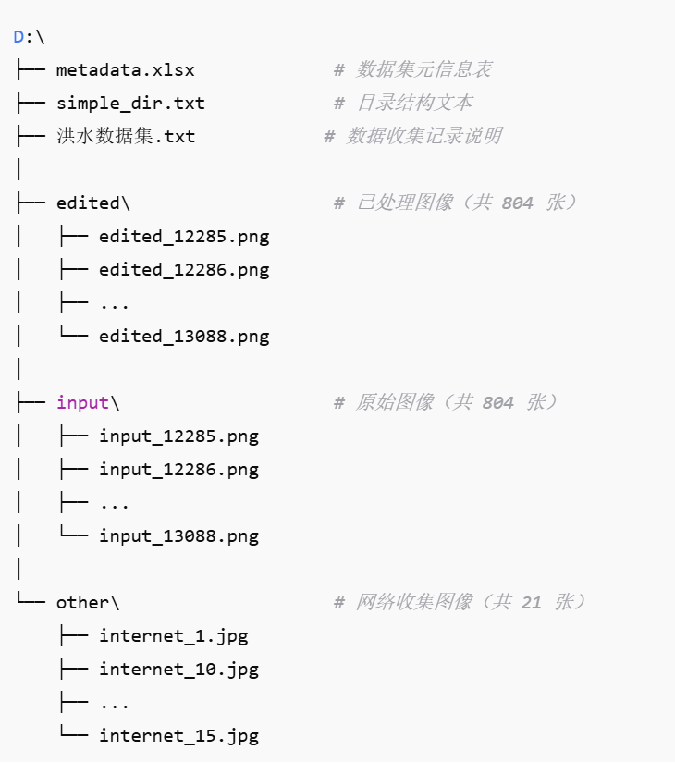 D:\
├── metadata.xlsx # 数据集元信息表
├── simple_dir.txt # 目录结构文本
├── 洪水数据集.txt # 数据收集记录说明
│
├── edited\ # 已处理图像（共 804 张）
│   ├── edited_12285.png
│   ├── edited_12286.png
│   ├── ...
│   └── edited_13088.png
│
├── input\ # 原始图像（共 804 张）
│   ├── input_12285.png
│   ├── input_12286.png
│   ├── ...
│   └── input_13088.png
│
└── other\ # 网络收集图像（共 21 张）
    ├── internet_1.jpg
    ├── internet_10.jpg
    ├── ...
    └── internet_15.jpg